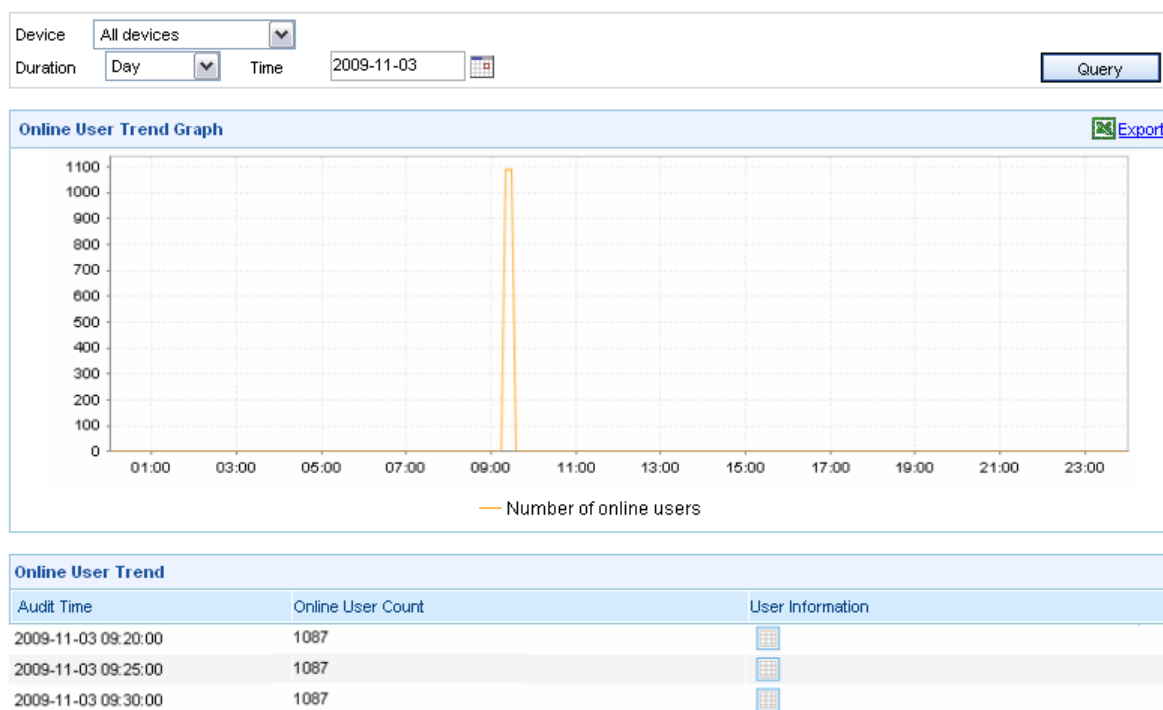 Device All devices
Duration Day Time 2009-11-03
Query
Online User Trend Graph Export
1100
1000
900
800
700
600
500
400
300
200
100
0
01:00 03:00 05:00 07:00 09:00 11:00 13:00 15:00 17:00 19:00 21:00 23:00
Number of online users
Online User Trend
Audit Time Online User Count User Information
2009-11-03 09:20:00 1087
2009-11-03 09:25:00 1087
2009-11-03 09:30:00 1087